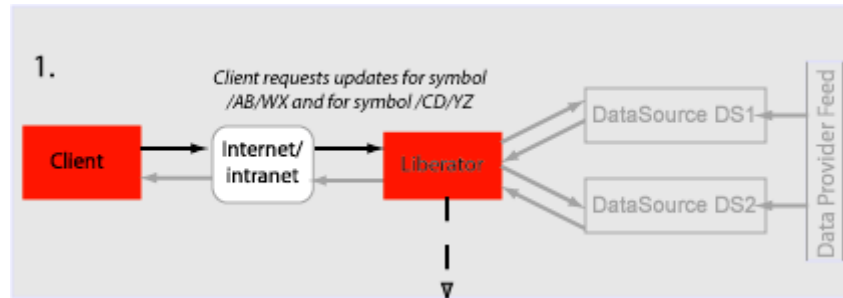 1.
Client requests updates for symbol
/AB/WX and for symbol /CD/YZ
Client
Internet/
intranet
Liberator
DataSource DS1
DataSource DS2
Data Provider Feed